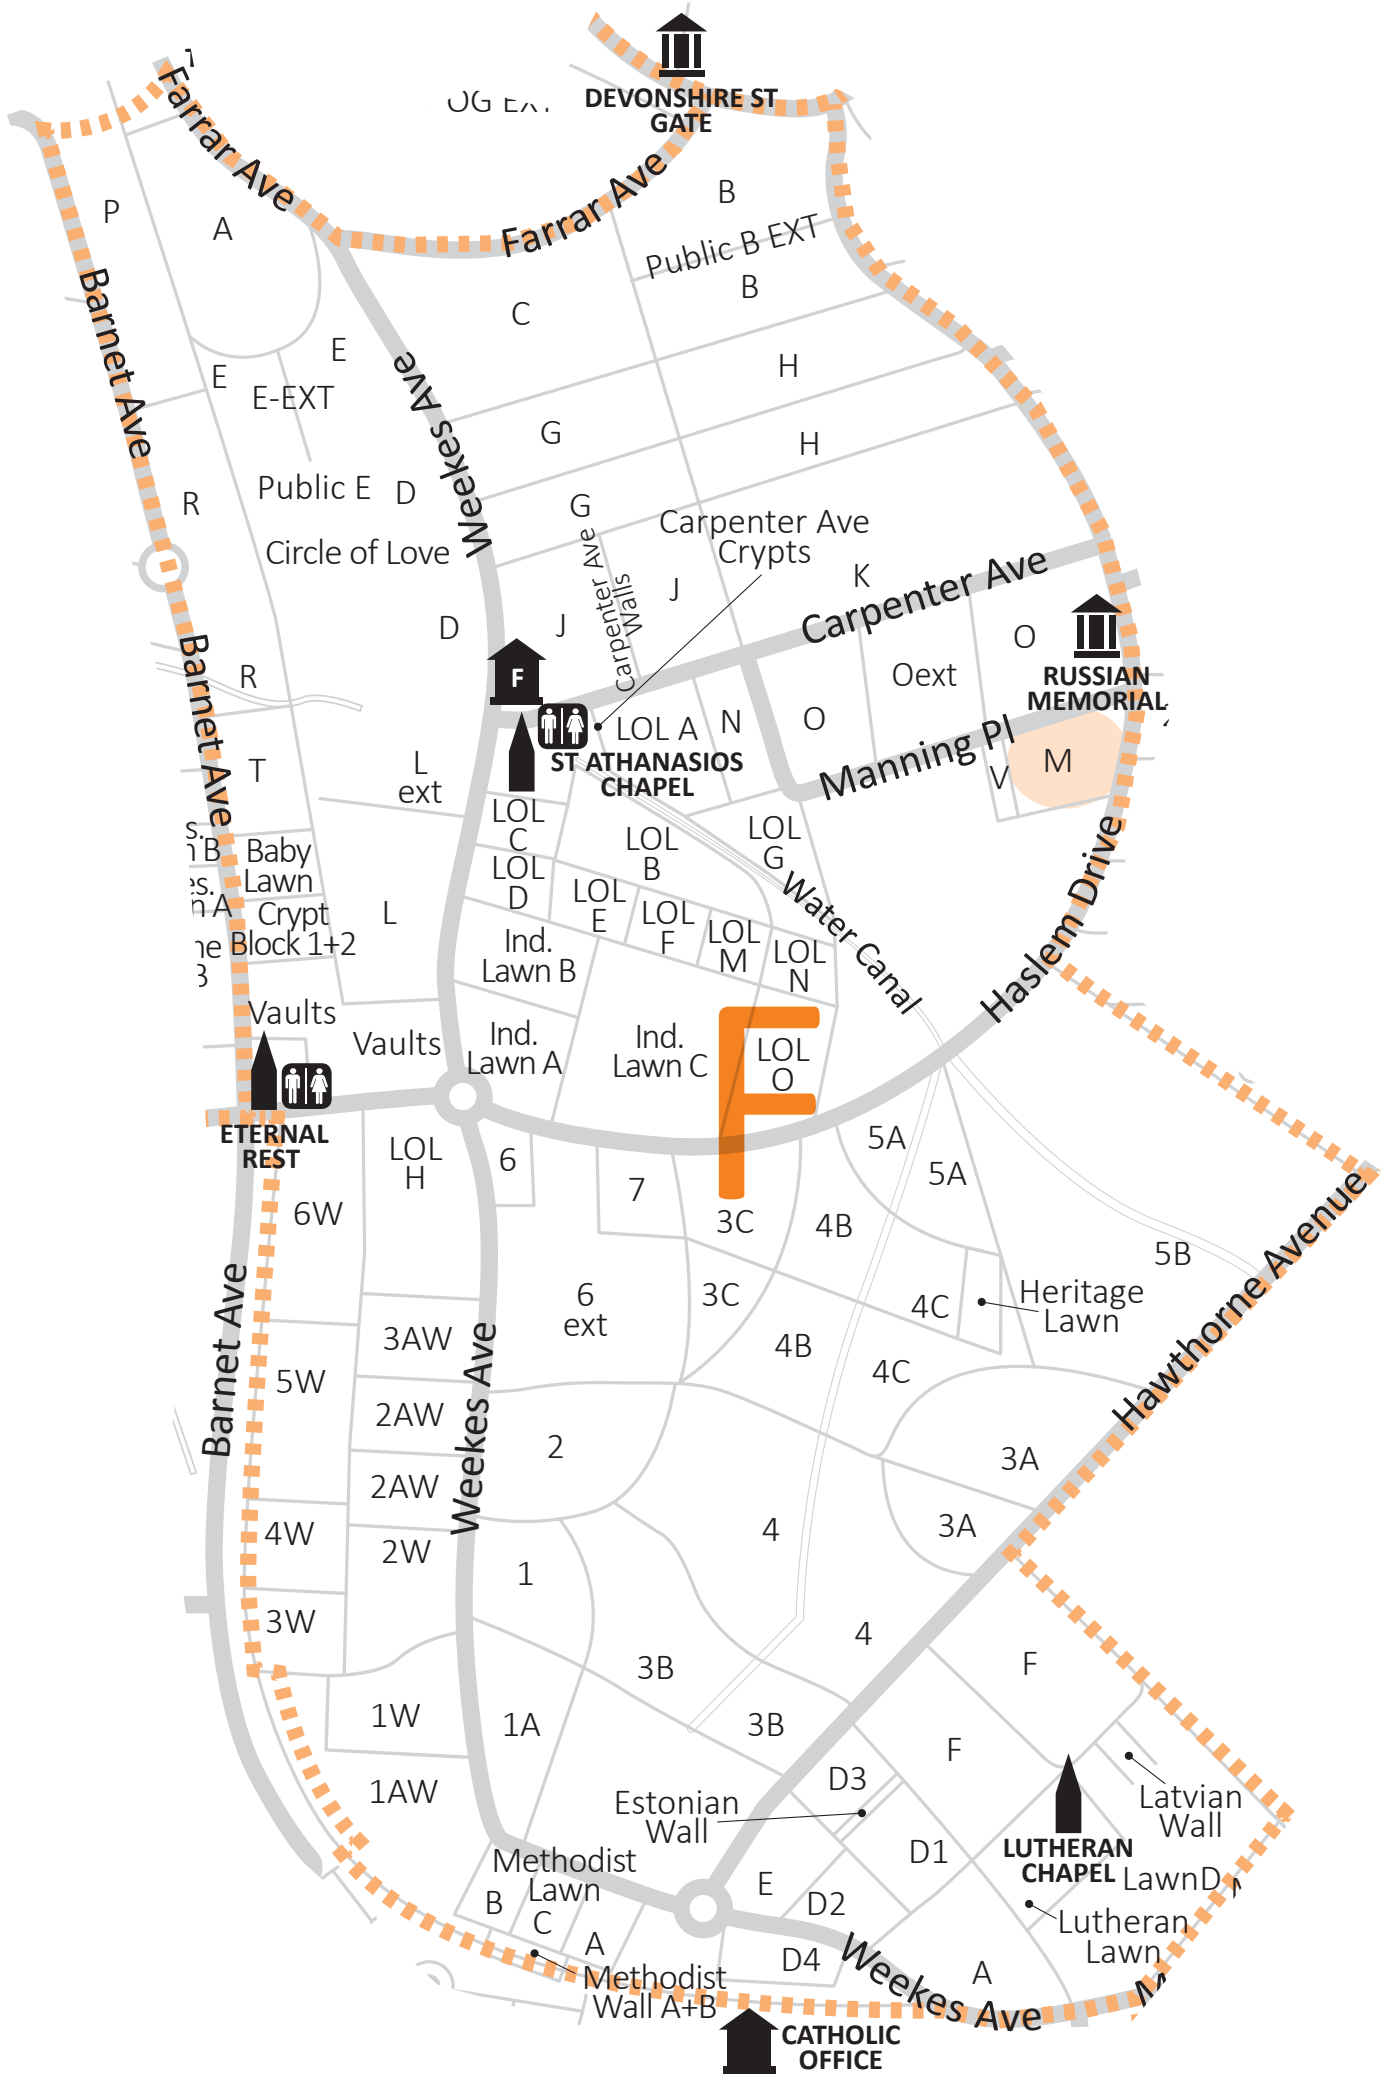 DEVONSHIRE ST
GATE
Farrar Ave
Farrar Ave
B
P
A
Public B EXT
B
C
Barnet Ave
E
E
E-EXT
Weekes Ave
H
G
H
Public E
D
R
G
Carpenter Ave
Crypts
Circle of Love
Carpenter Ave
Walls
K
Carpenter Ave
J
J
D
F
O
Oext
RUSSIAN
MEMORIAL
R
Barnet Ave
LOL A
N
O
Manning Pl
M
V
ST ATHANASIOS
CHAPEL
T
L
ext
LOL
C
LOL
B
LOL
G
Baby
Lawn
LOL
D
LOL
E
LOL
F
LOL
M
LOL
N
Water Canal
Haslem Drive
Crypt
Block 1+2
L
Ind.
Lawn B
Vaults
Vaults
Ind.
Lawn A
Ind.
Lawn C
F
LOL
O
ETERNAL
REST
LOL
H
6
7
5A
5A
6W
3C
4B
5B
Hawthorne Avenue
Barnet Ave
6
ext
3C
4C
Heritage
Lawn
3AW
4B
4C
5W
2AW
Weekes Ave
2
3A
2AW
4W
4
3A
2W
1
3W
4
3B
F
1W
1A
3B
F
1AW
D3
Estonian
Wall
Latvian
Wall
D1
LUTHERAN
CHAPEL
LawnD
Methodist
Lawn
B
C
A
E
D2
Lutheran
Lawn
D4
Weekes Ave
A
Methodist
Wall A+B
CATHOLIC
OFFICE